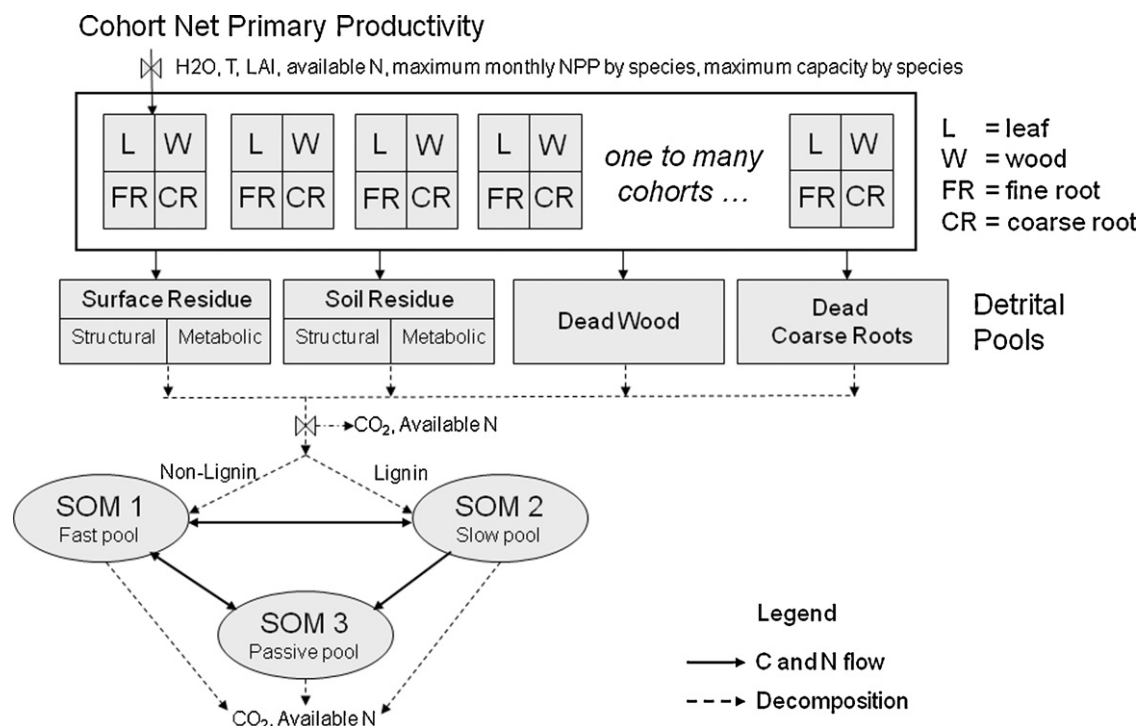 Cohort Net Primary Productivity
H2O, T, LAI, available N, maximum monthly NPP by species, maximum capacity by species
L W L W L W L W L W
FR CR FR CR FR CR FR CR FR CR
one to many
cohorts ...
L = leaf
W = wood
FR = fine root
CR = coarse root
Surface Residue
Structural Metabolic
Soil Residue
Structural Metabolic
Dead Wood
Dead
Coarse Roots
Detrital
Pools
CO₂, Available N
Non-Lignin
Lignin
SOM 1
Fast pool
SOM 2
Slow pool
SOM 3
Passive pool
CO₂, Available N
Legend
C and N flow
Decomposition